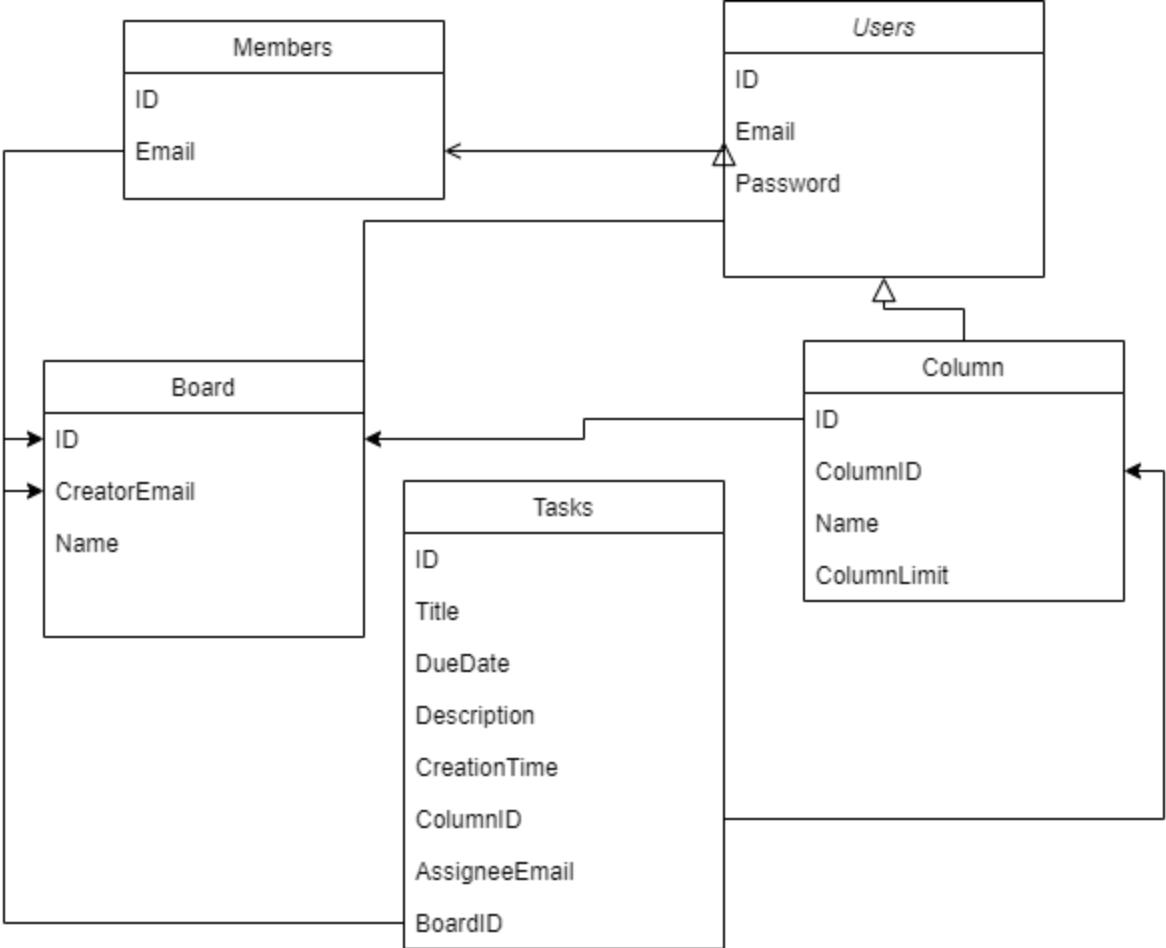 Members
ID
Email
Users
ID
Email
Password
Board
ID
CreatorEmail
Name
Column
ID
ColumnID
Name
ColumnLimit
Tasks
ID
Title
DueDate
Description
CreationTime
ColumnID
AssigneeEmail
BoardID